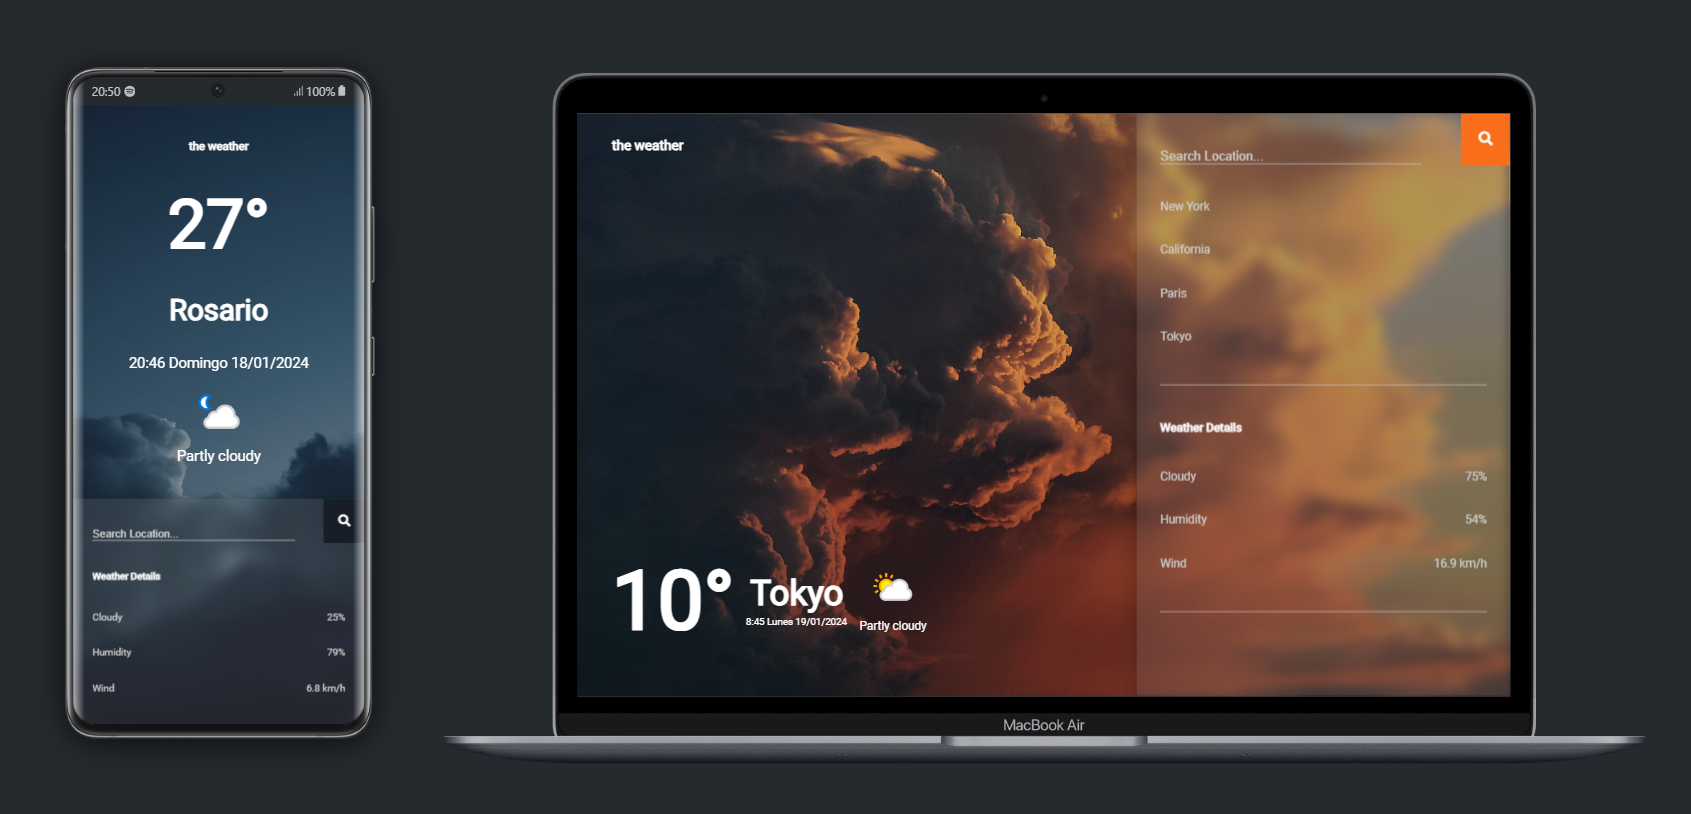 20:50
100%
the weather
27°
Rosario
20:46 Domingo 18/01/2024
Partly cloudy
Search Location...
Weather Details
Cloudy 25%
Humidity 79%
Wind 6.8 km/h
the weather
10°
Tokyo
8:45 Lunes 19/01/2024
Partly cloudy
Search Location...
New York
California
Paris
Tokyo
Weather Details
Cloudy 75%
Humidity 54%
Wind 16.9 km/h
MacBook Air